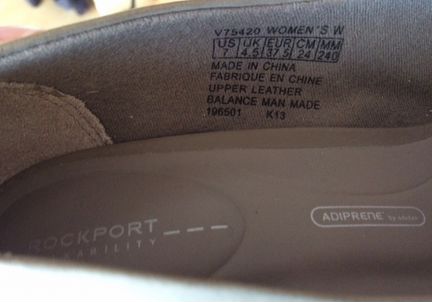 V75420 WOMEN'S W
US UK EUR CM MM
7 4.5 37.5 24 240
MADE IN CHINA
FABRIQUE EN CHINE
UPPER LEATHER
BALANCE MAN MADE
196501 K13
ROCKPORT
ADIPRENE by adidas